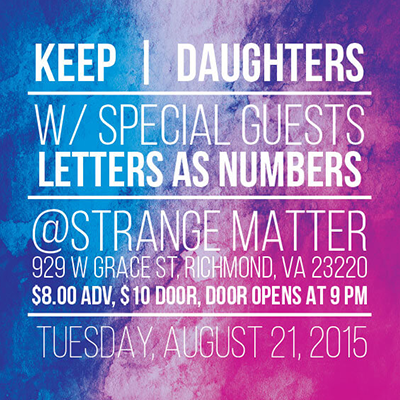 KEEP | DAUGHTERS
W/ SPECIAL GUESTS
LETTERS AS NUMBERS
@STRANGE MATTER
929 W GRACE ST, RICHMOND, VA 23220
$8.00 ADV, $10 DOOR, DOOR OPENS AT 9 PM
TUESDAY, AUGUST 21, 2015